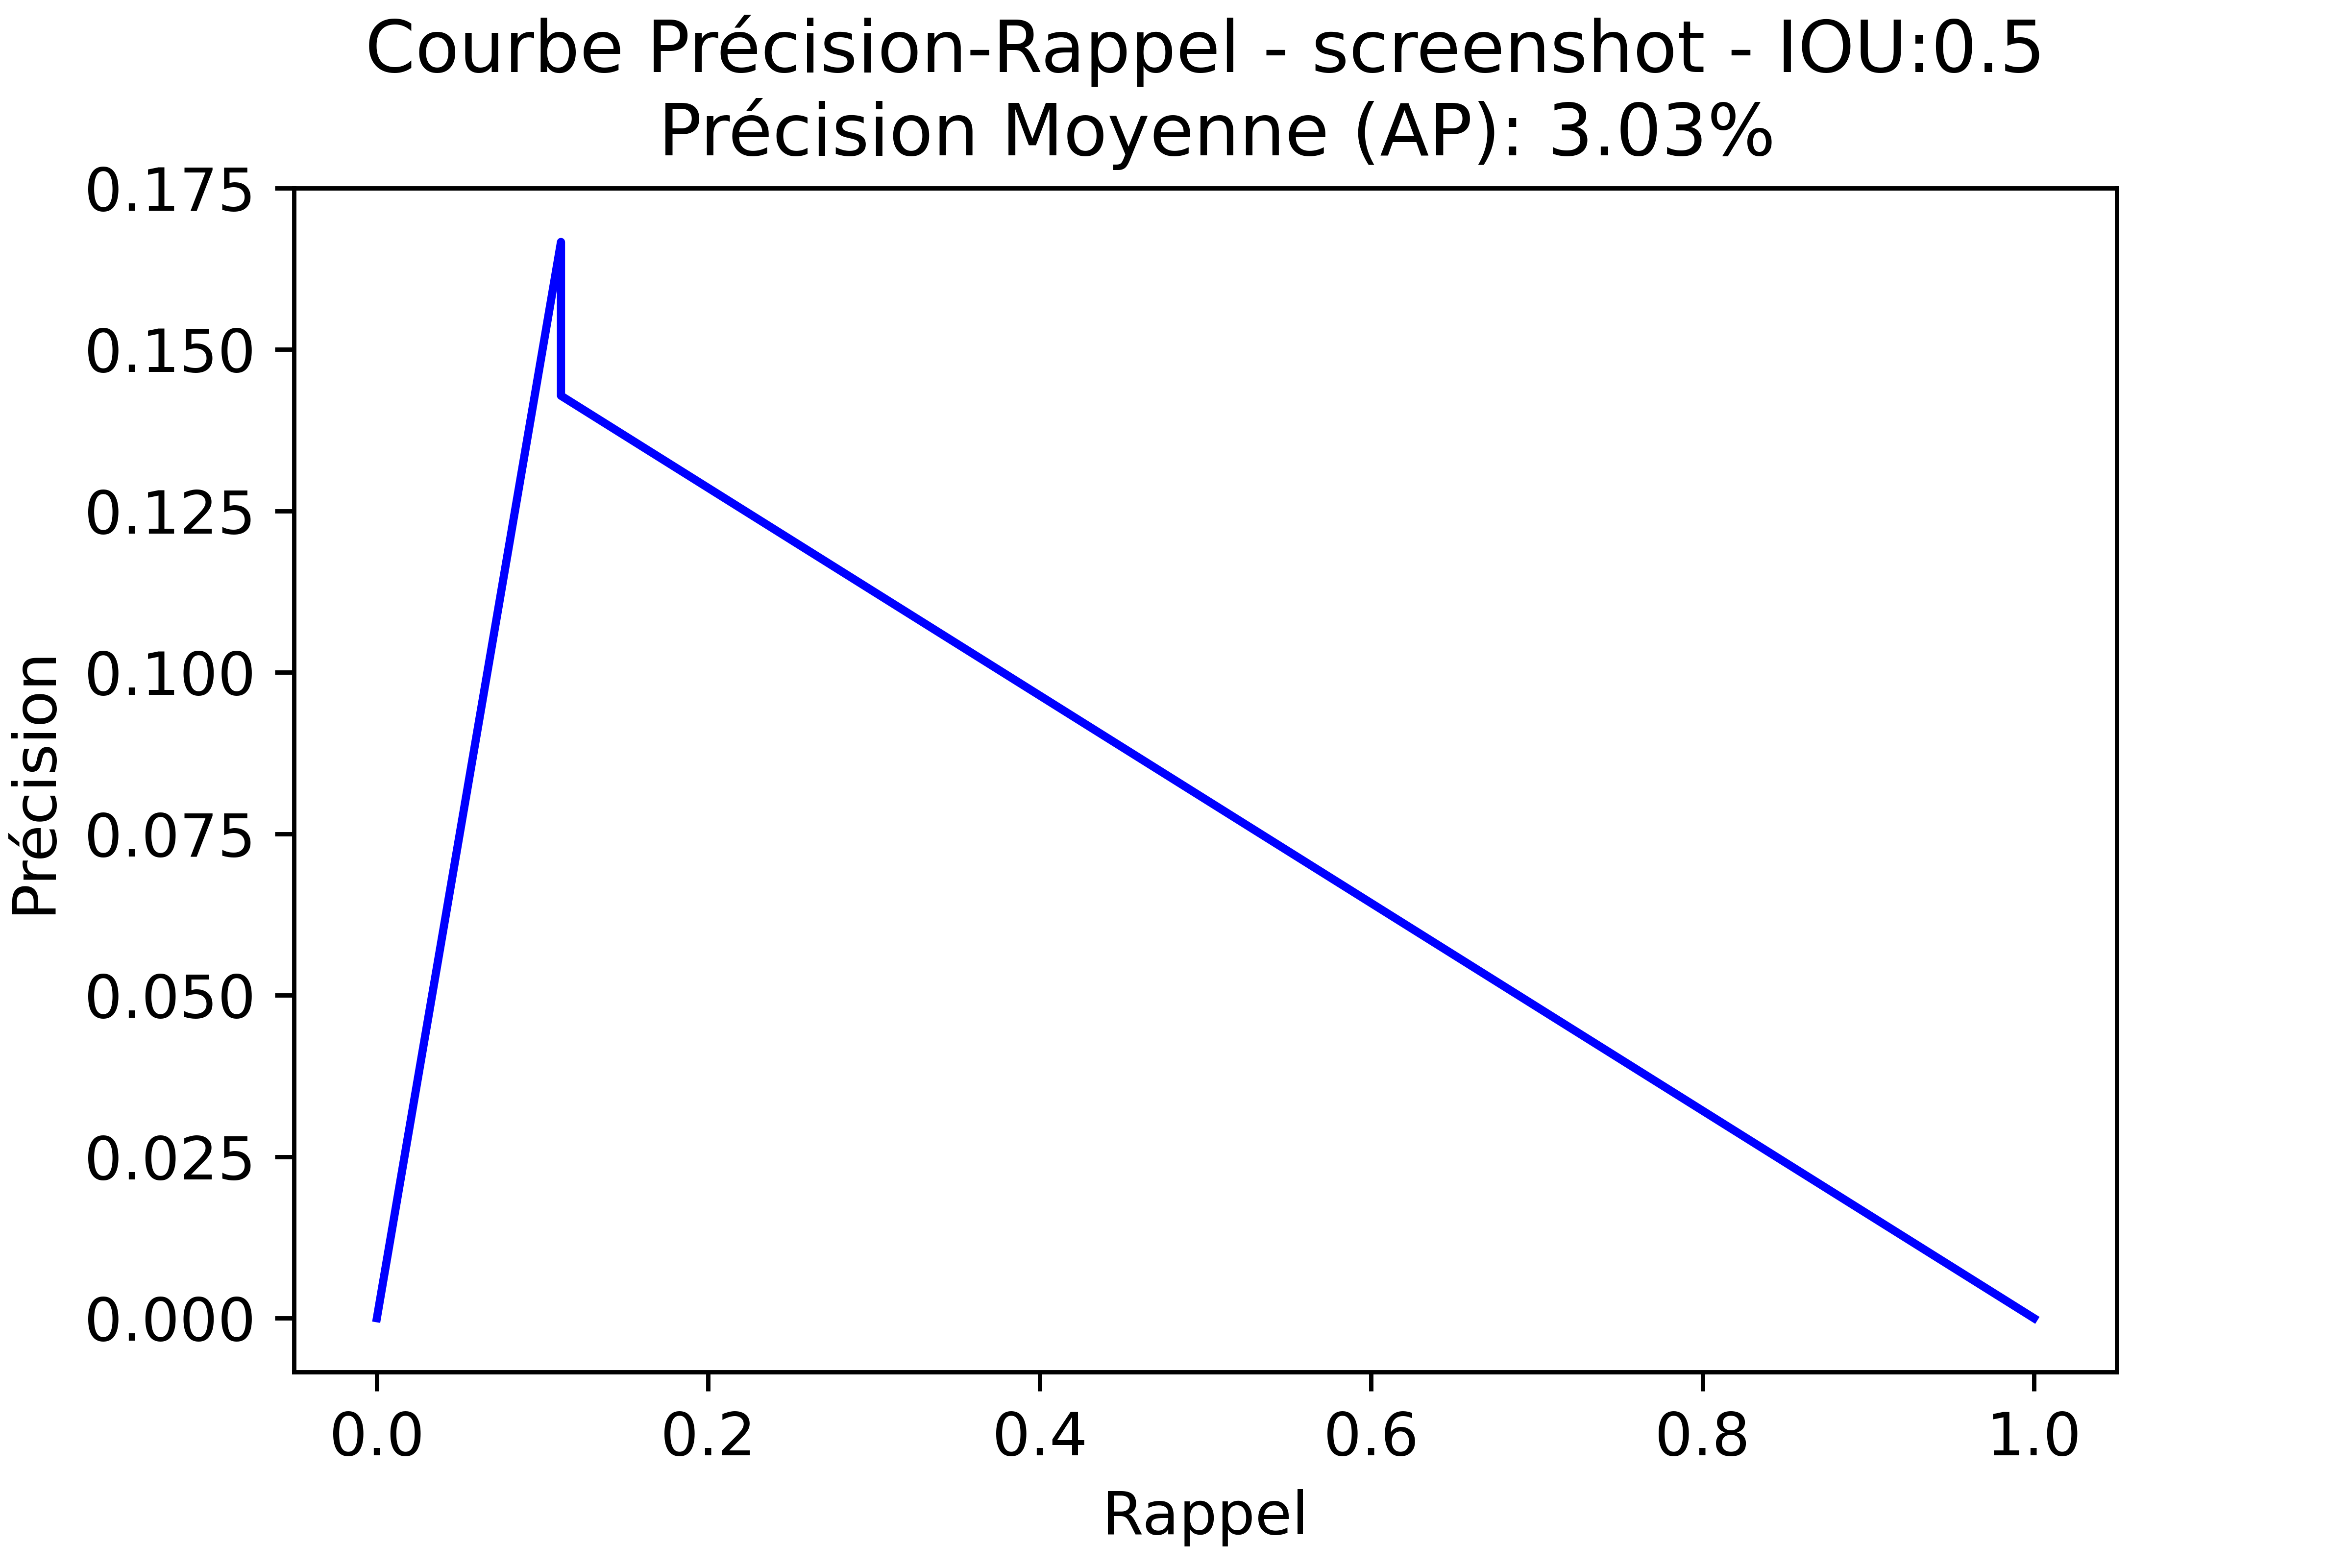 Courbe Précision-Rappel - screenshot - IOU:0.5
Précision Moyenne (AP): 3.03%
0.175
0.150
0.125
0.100
0.075
0.050
0.025
0.000
Précision
0.0 0.2 0.4 0.6 0.8 1.0
Rappel